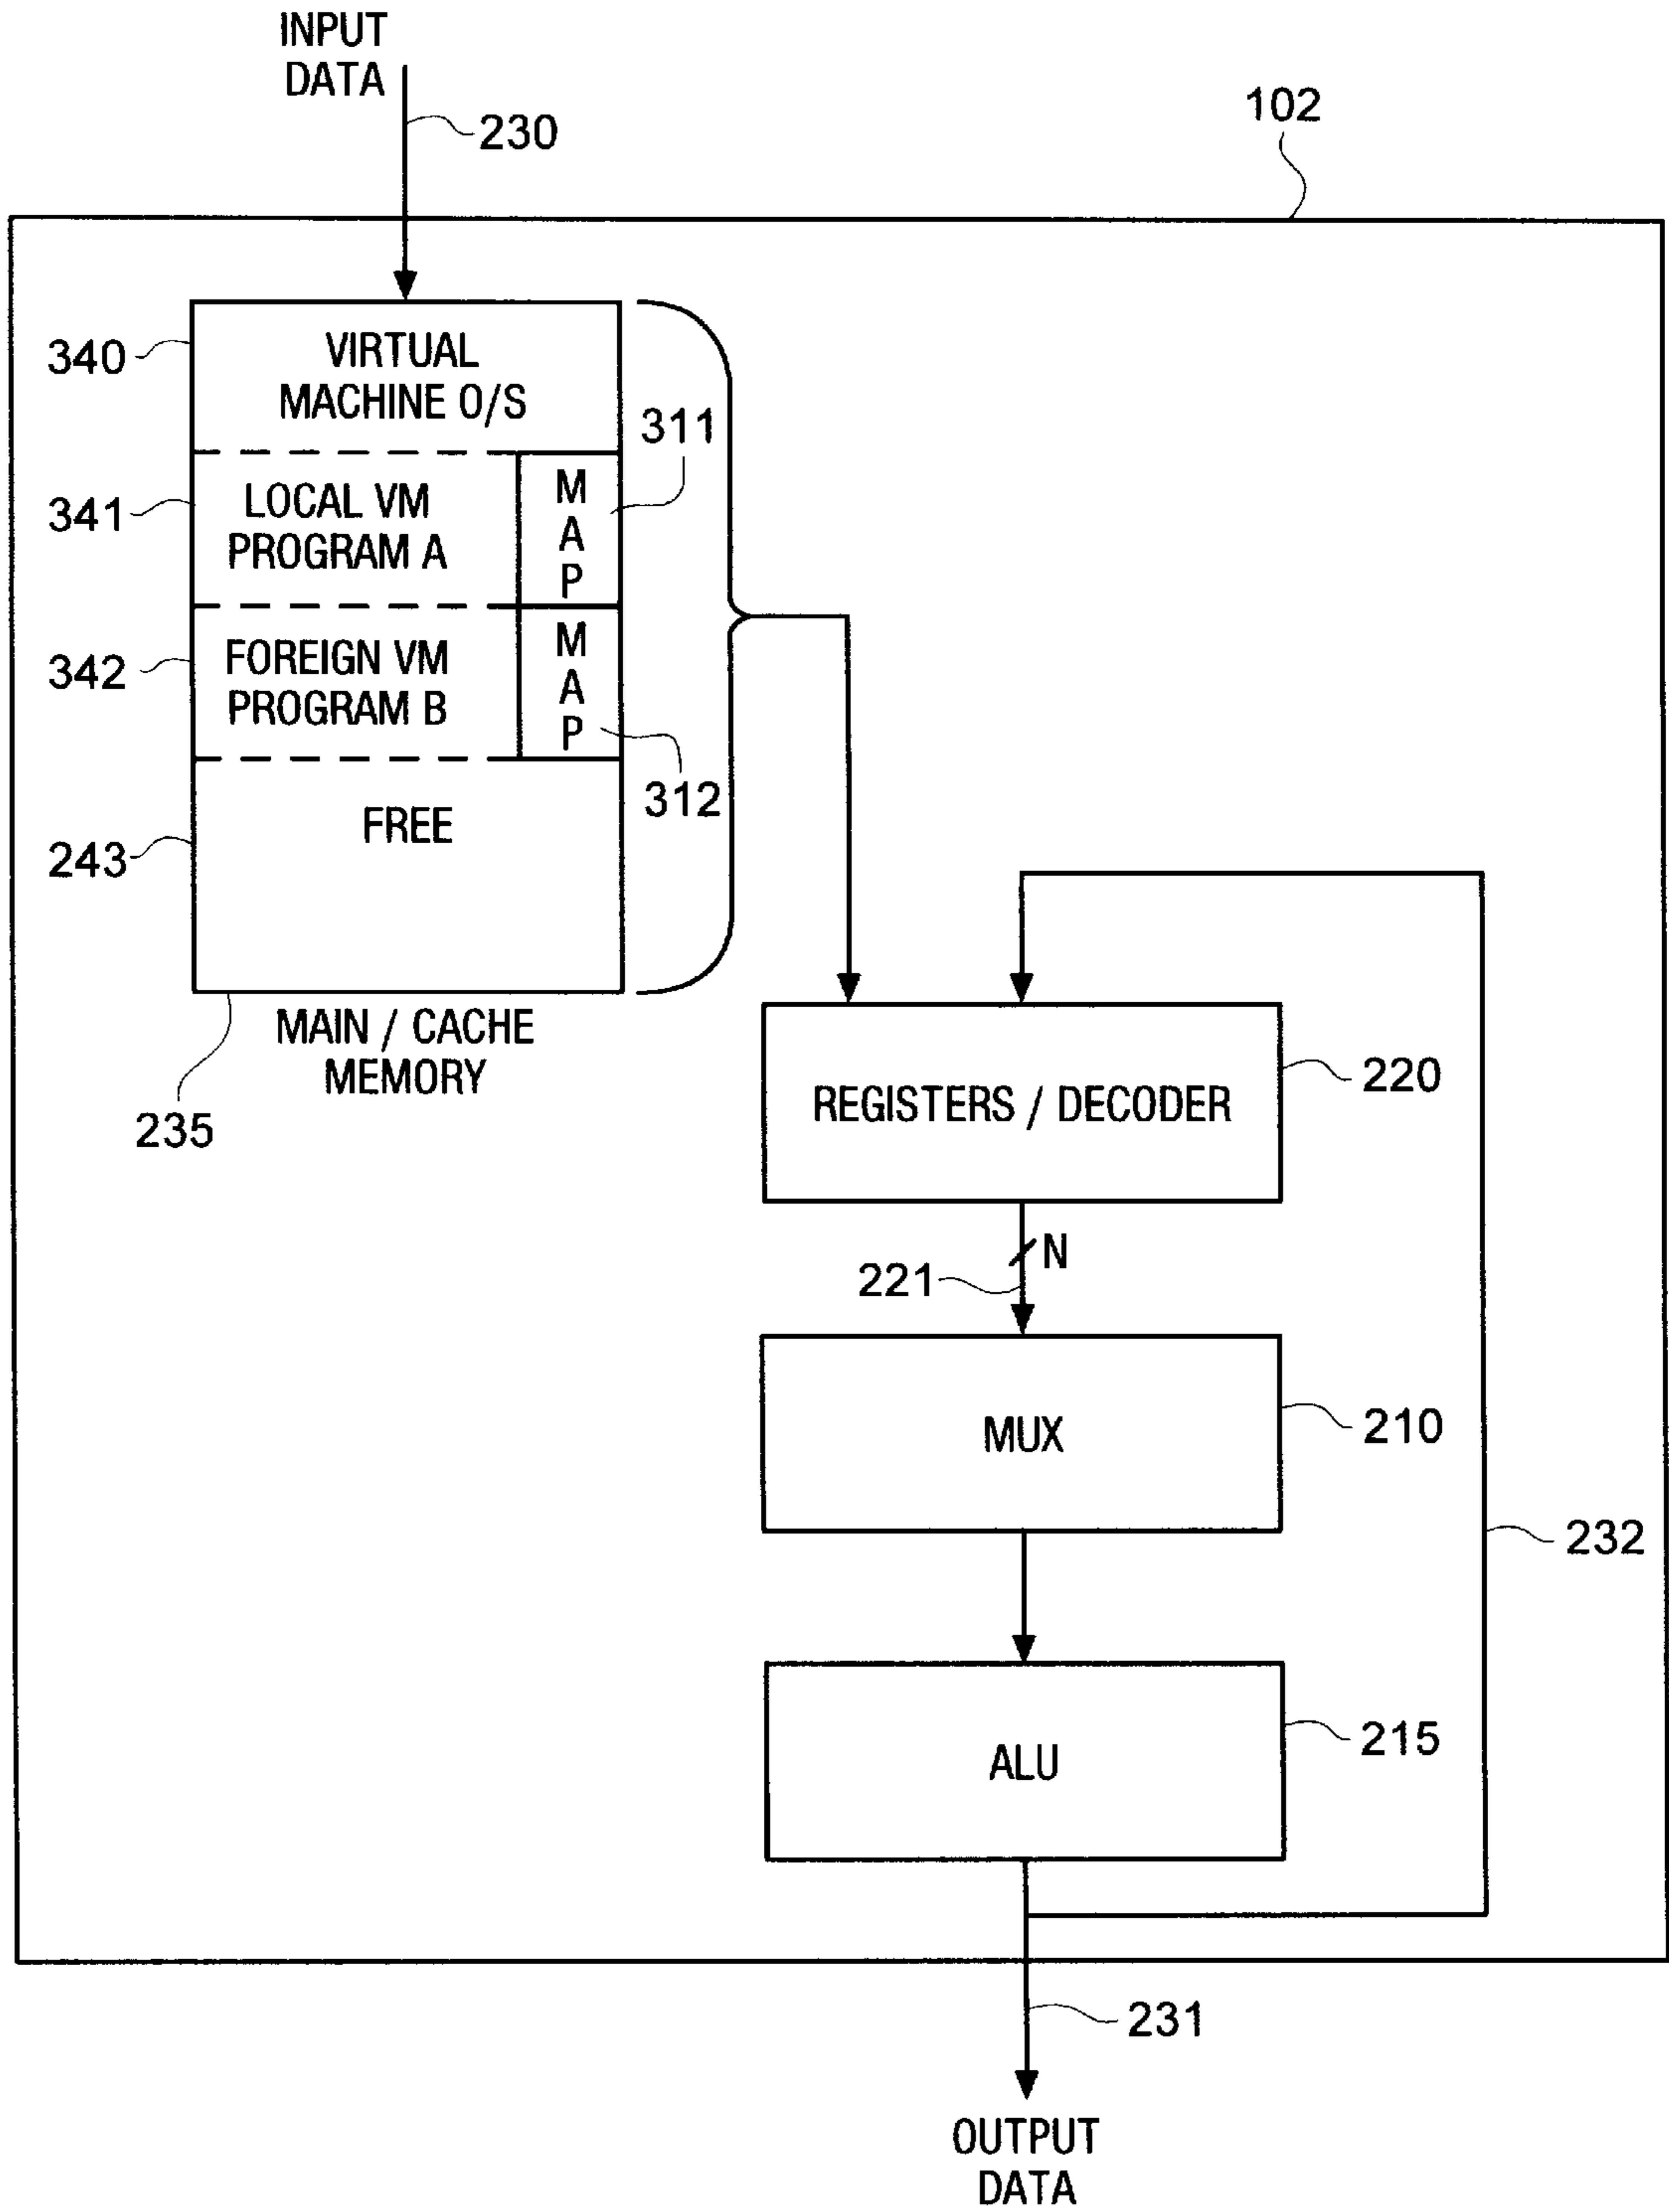 INPUT
DATA
230
102
340
VIRTUAL
MACHINE O/S
311
341
LOCAL VM
PROGRAM A
M
A
P
342
FOREIGN VM
PROGRAM B
M
A
P
312
243
FREE
MAIN / CACHE
MEMORY
235
REGISTERS / DECODER
220
N
221
MUX
210
232
ALU
215
231
OUTPUT
DATA